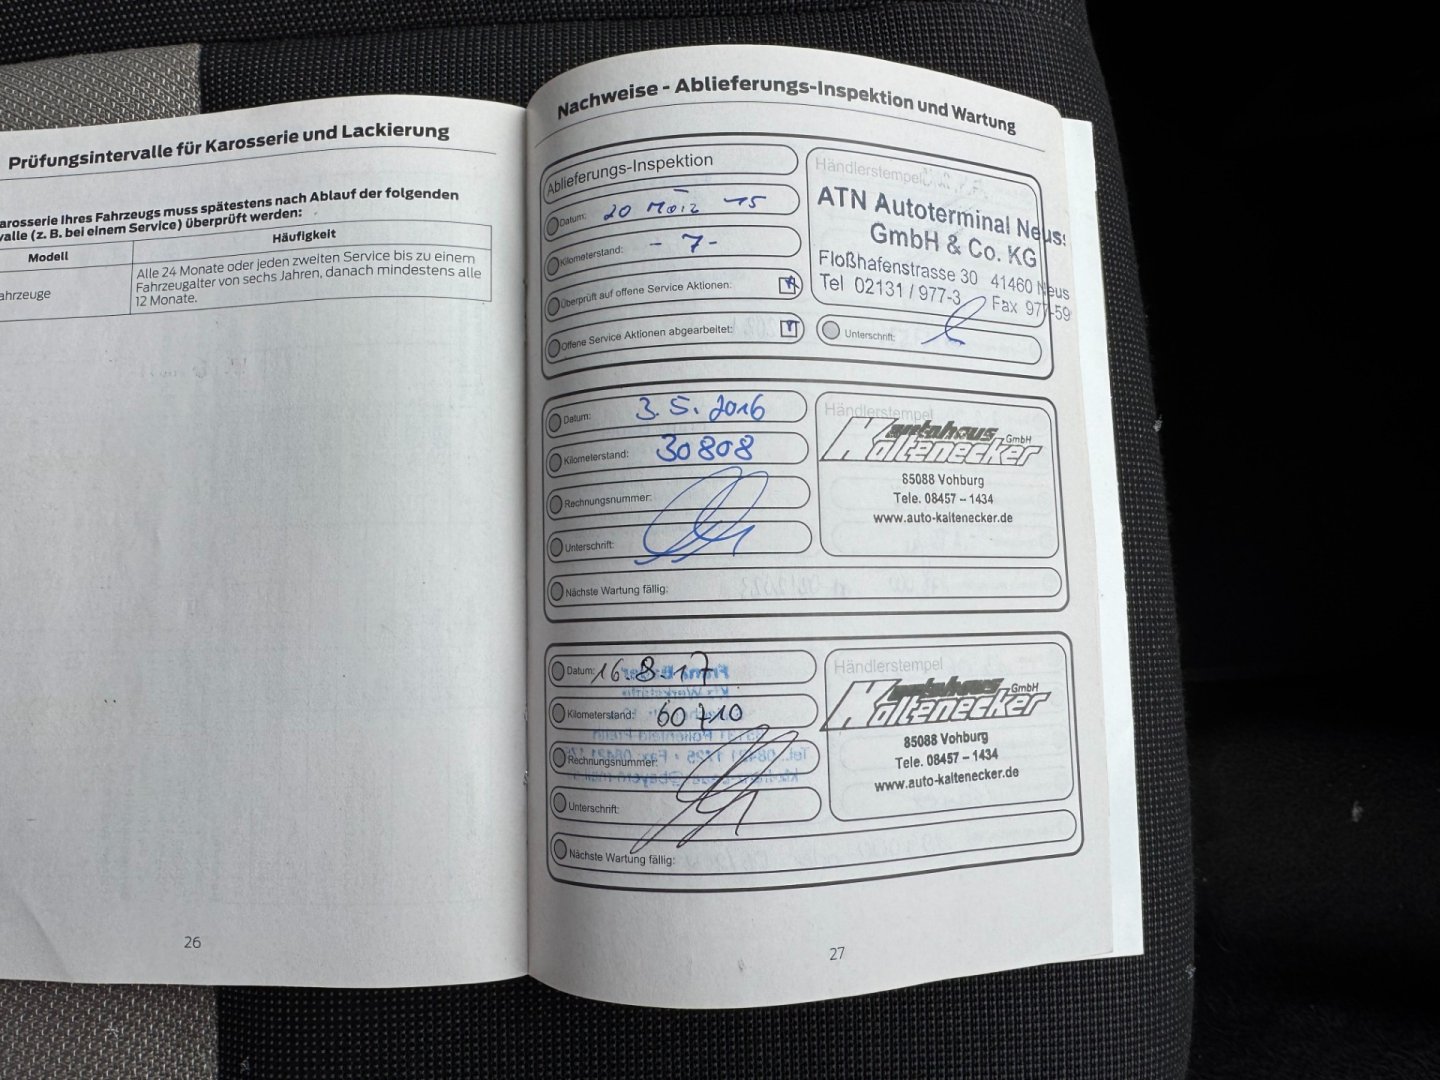 Prüfungsintervalle für Karosserie und Lackierung
arosserie Ihres Fahrzeugs muss spätestens nach Ablauf der folgenden
valle (z. B. bei einem Service) überprüft werden:
Modell
Häufigkeit
ahrzeuge
Alle 24 Monate oder jeden zweiten Service bis zu einem
Fahrzeugalter von sechs Jahren, danach mindestens alle
12 Monate.
26
Nachweise - Ablieferungs-Inspektion und Wartung
Ablieferungs-Inspektion
Datum: 20 März 15
Kilometerstand: - 7 -
Überprüft auf offene Service Aktionen:
Offene Service Aktionen abgearbeitet:
Händlerstempel
ATN Autoterminal Neuss
GmbH & Co. KG
Floßhafenstrasse 30 41460 Neus
Tel 02131 / 977-3 Fax 977-59
Unterschrift:
Datum: 3.5.2016
Kilometerstand: 30808
Rechnungsnummer:
Unterschrift:
Nächste Wartung fällig:
Händlerstempel
autohaus
Kaltenecker GmbH
85088 Vohburg
Tele. 08457 – 1434
www.auto-kaltenecker.de
Datum: 16.8.17
Kilometerstand: 60710
Rechnungsnummer:
Unterschrift:
Nächste Wartung fällig:
Händlerstempel
autohaus
Kaltenecker GmbH
85088 Vohburg
Tele. 08457 – 1434
www.auto-kaltenecker.de
27